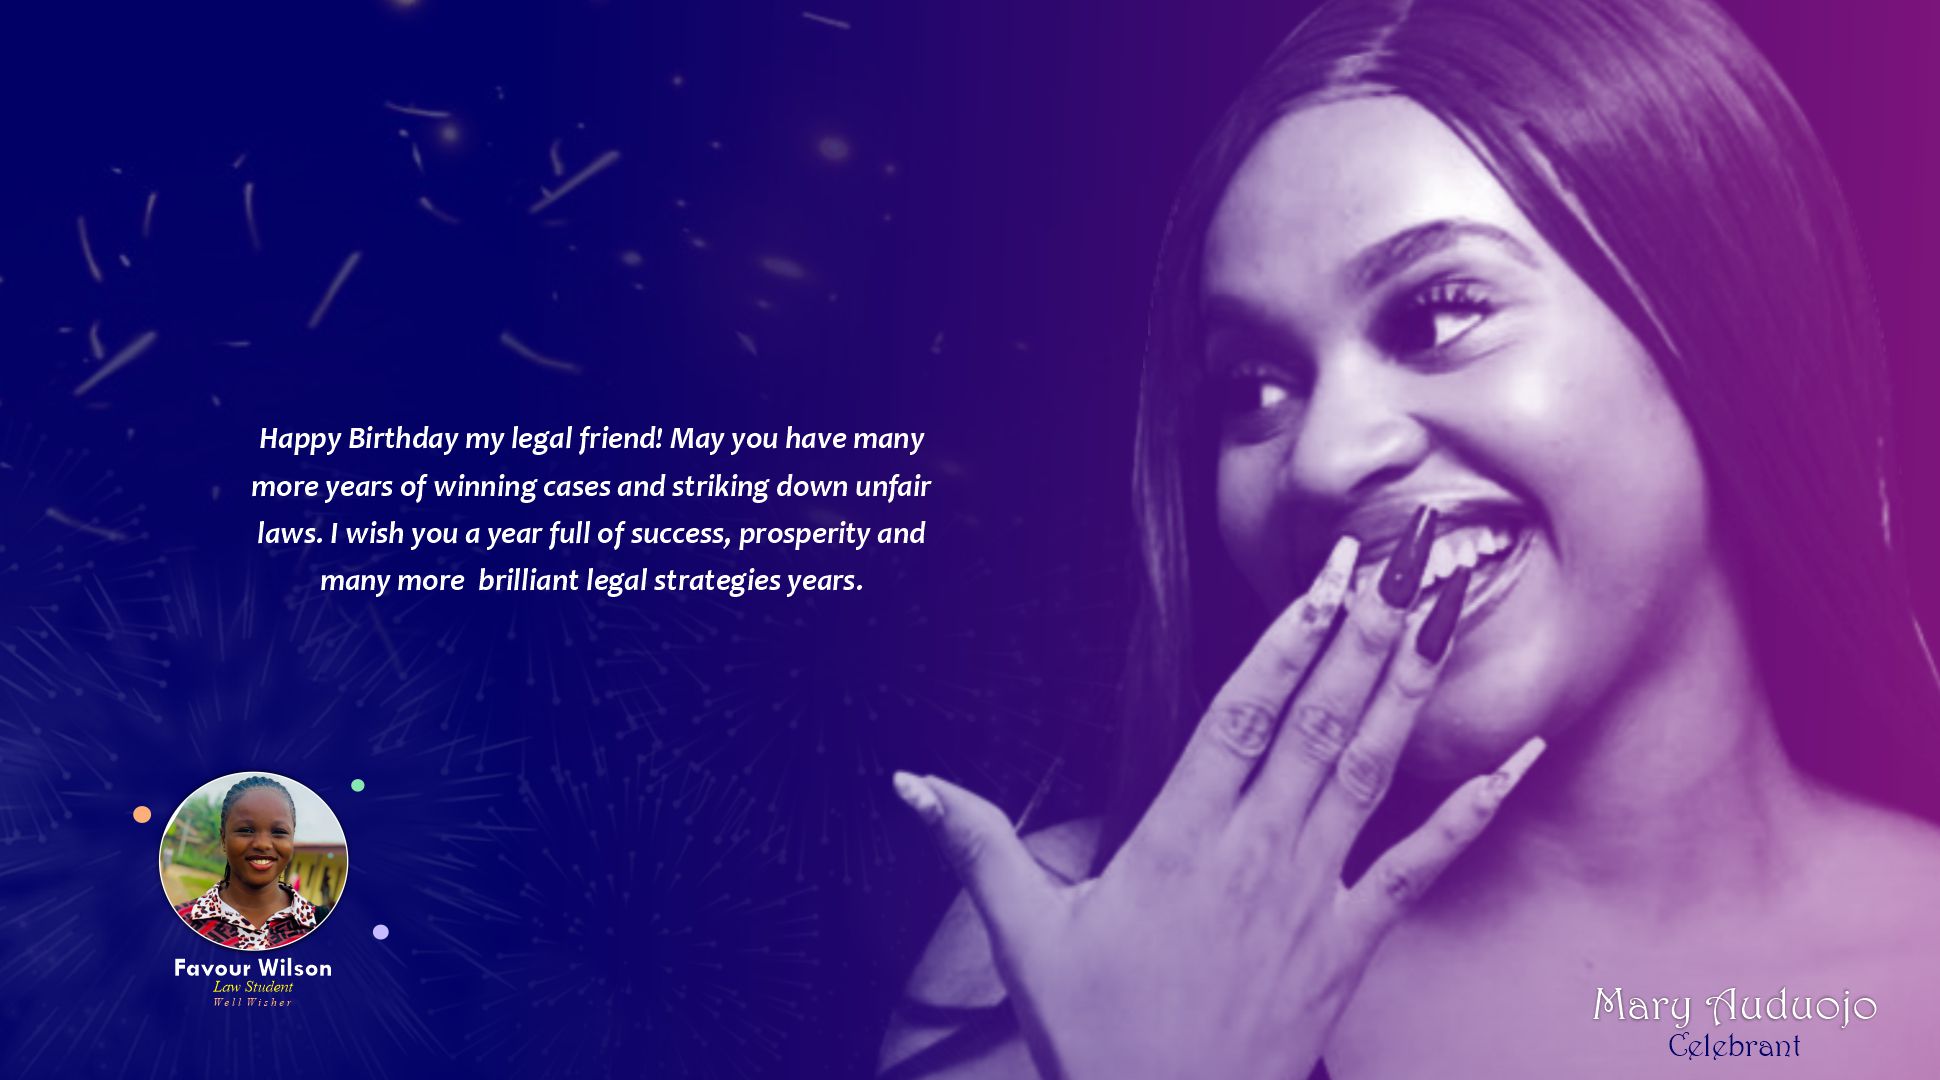 Happy Birthday my legal friend! May you have many
more years of winning cases and striking down unfair
laws. I wish you a year full of success, prosperity and
many more  brilliant legal strategies years.
Favour Wilson
Law Student
Well Wisher
Mary Auduojo
Celebrant